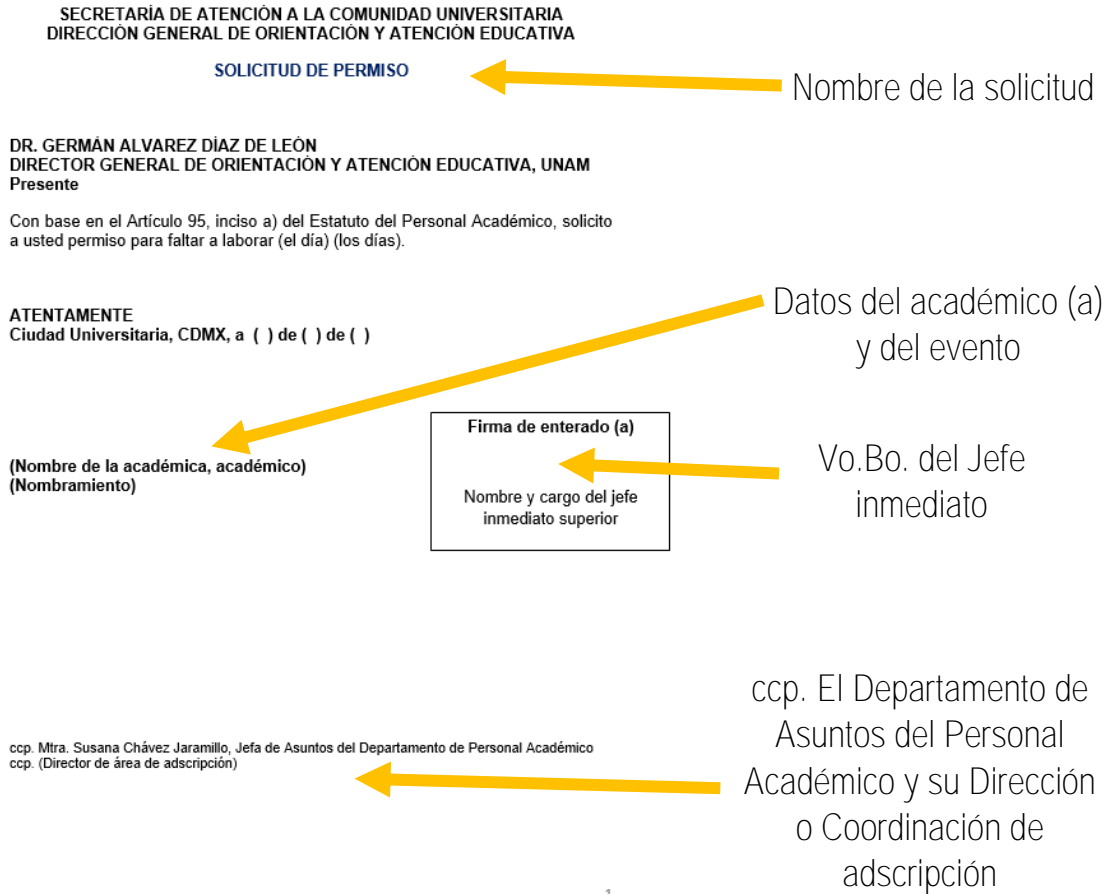 SECRETARÍA DE ATENCIÓN A LA COMUNIDAD UNIVERSITARIA
DIRECCIÓN GENERAL DE ORIENTACIÓN Y ATENCIÓN EDUCATIVA
SOLICITUD DE PERMISO
Nombre de la solicitud
DR. GERMÁN ALVAREZ DÍAZ DE LEÓN
DIRECTOR GENERAL DE ORIENTACIÓN Y ATENCIÓN EDUCATIVA, UNAM
Presente
Con base en el Artículo 95, inciso a) del Estatuto del Personal Académico, solicito
a usted permiso para faltar a laborar (el día) (los días).
Datos del académico (a)
y del evento
ATENTAMENTE
Ciudad Universitaria, CDMX, a ( ) de ( ) de ( )
Firma de enterado (a)
Vo.Bo. del Jefe
inmediato
(Nombre de la académica, académico)
(Nombramiento)
Nombre y cargo del jefe
inmediato superior
ccp. Mtra. Susana Chávez Jaramillo, Jefa de Asuntos del Departamento de Personal Académico
ccp. (Director de área de adscripción)
ccp. El Departamento de
Asuntos del Personal
Académico y su Dirección
o Coordinación de
adscripción